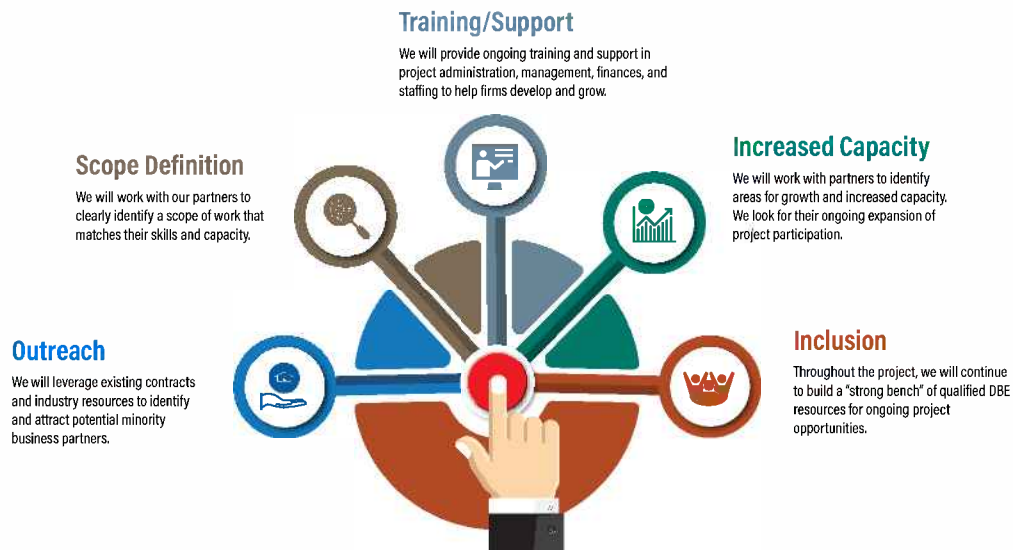 Training/Support
We will provide ongoing training and support in
project administration, management, finances, and
staffing to help firms develop and grow.
Scope Definition
We will work with our partners to
clearly identify a scope of work that
matches their skills and capacity.
Increased Capacity
We will work with partners to identify
areas for growth and increased capacity.
We look for their ongoing expansion of
project participation.
Outreach
We will leverage existing contracts
and industry resources to identify
and attract potential minority
business partners.
Inclusion
Throughout the project, we will continue
to build a “strong bench” of qualified DBE
resources for ongoing project
opportunities.